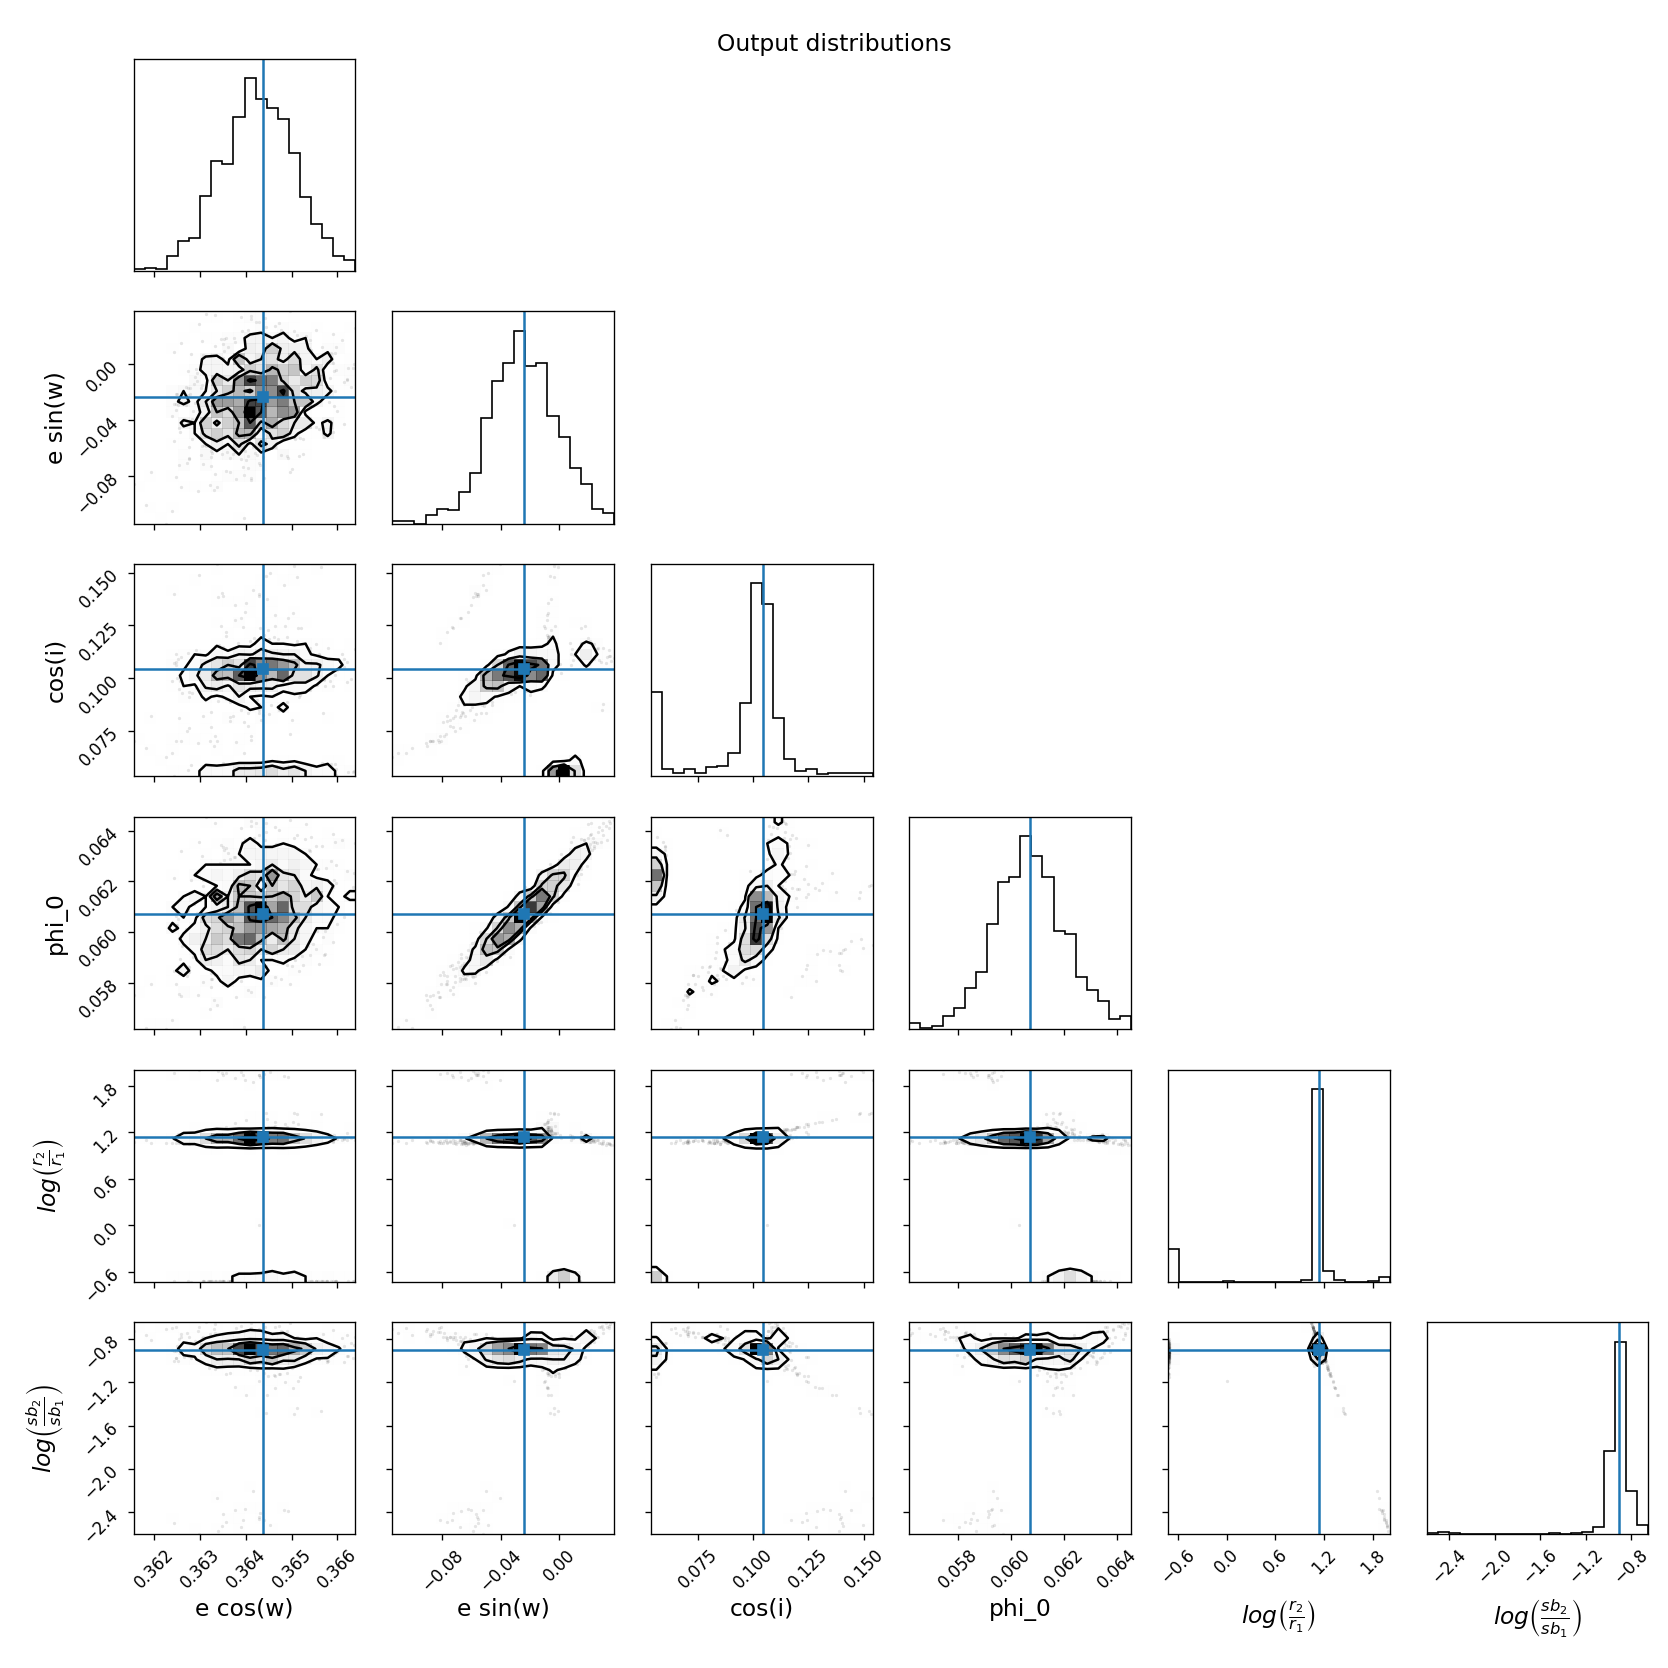 Output distributions
e sin(w)
0.00
−0.04
−0.08
cos(i)
0.150
0.125
0.100
0.075
phi_0
0.064
0.062
0.060
0.058
log(r₂/r₁)
1.8
1.2
0.6
0.0
−0.6
log(sb₂/sb₁)
−0.8
−1.2
−1.6
−2.0
−2.4
0.362 0.363 0.364 0.365 0.366
−0.08 −0.04 0.00
0.075 0.100 0.125 0.150
0.058 0.060 0.062 0.064
−0.6 0.0 0.6 1.2 1.8
−2.4 −2.0 −1.6 −1.2 −0.8
e cos(w) e sin(w) cos(i) phi_0 log(r₂/r₁) log(sb₂/sb₁)